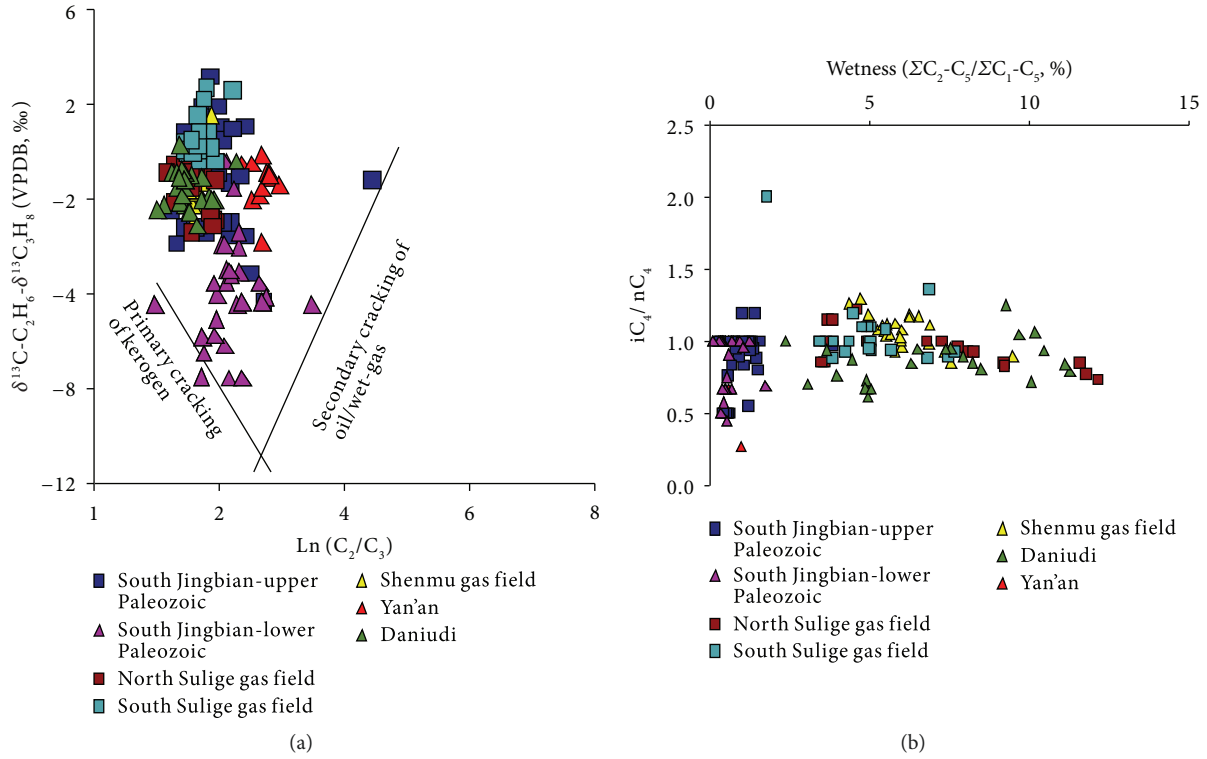 6
2
−2
−4
−8
−12
1
2
4
6
8
δ¹³C-C₂H₆-δ¹³C₃H₈ (VPDB, ‰)
Ln (C₂/C₃)
Primary cracking
of kerogen
Secondary cracking of
oil/wet-gas
South Jingbian-upper
Paleozoic
South Jingbian-lower
Paleozoic
North Sulige gas field
South Sulige gas field
Shenmu gas field
Yan’an
Daniudi
(a)
Wetness (ΣC₂-C₅/ΣC₁-C₅, %)
0
5
10
15
2.5
2.0
1.5
1.0
0.5
0.0
iC₄/ nC₄
South Jingbian-upper
Paleozoic
South Jingbian-lower
Paleozoic
North Sulige gas field
South Sulige gas field
Shenmu gas field
Daniudi
Yan’an
(b)